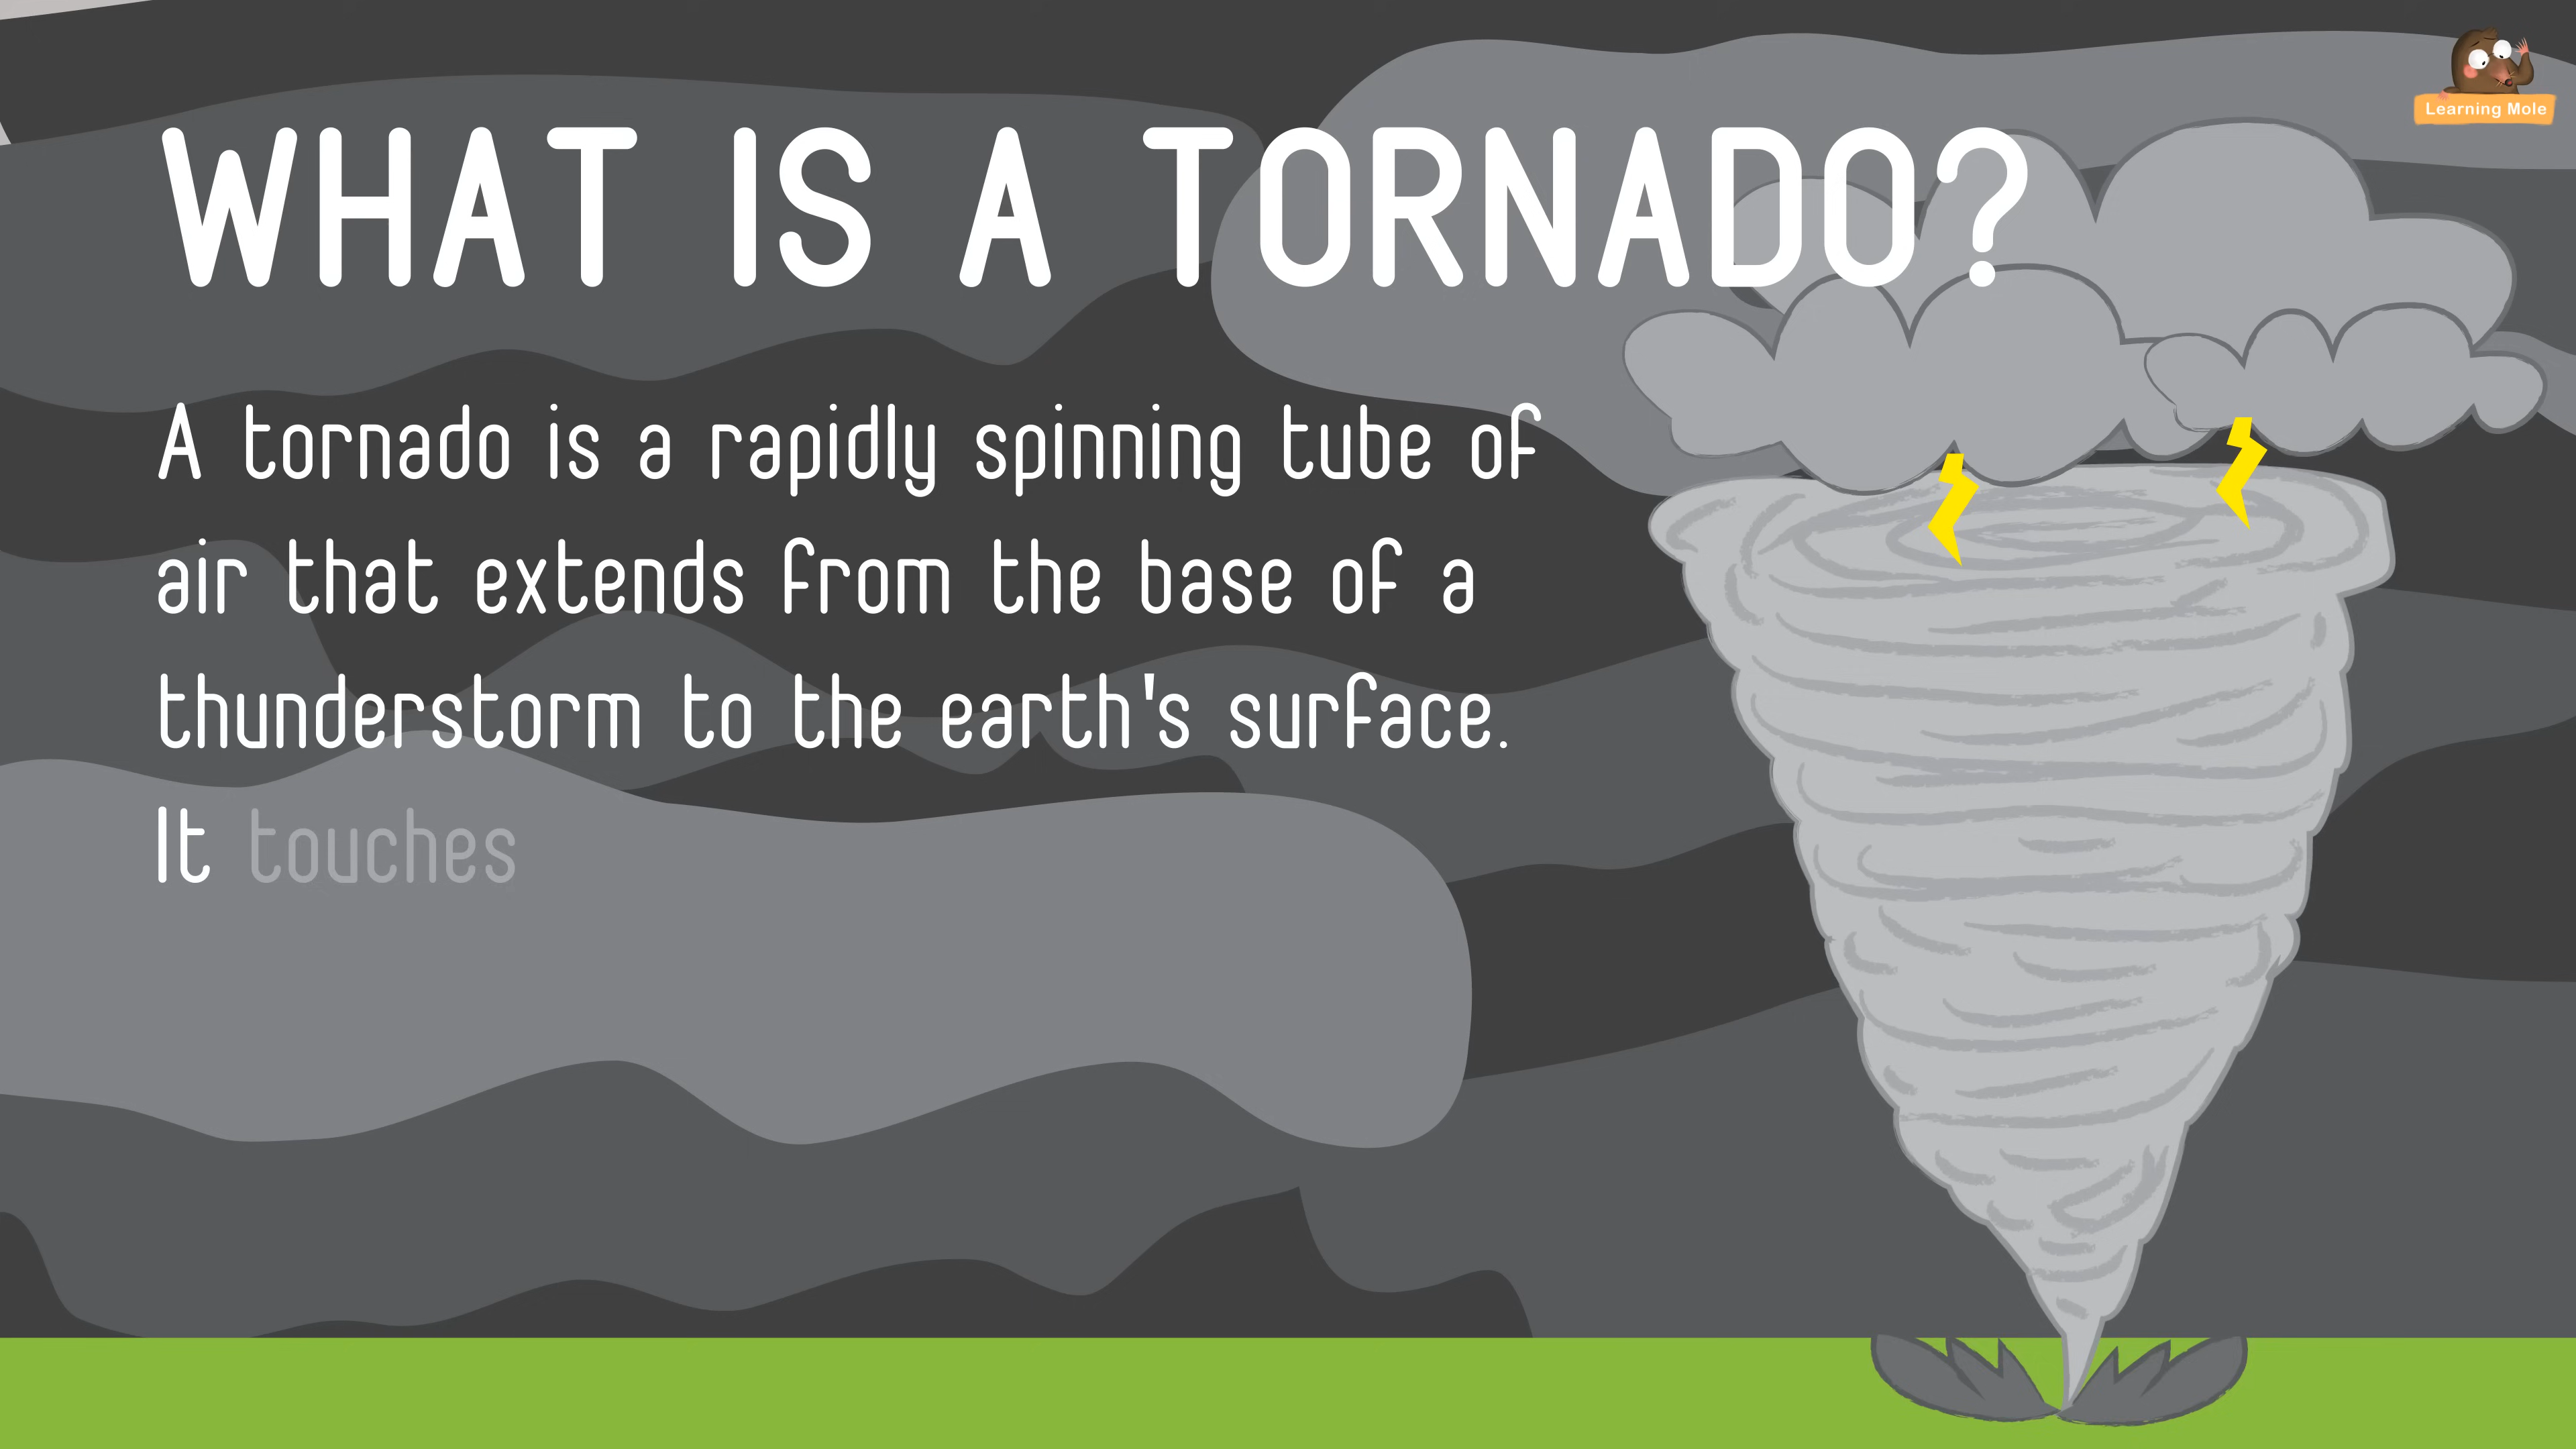 Learning Mole
WHAT IS A TORNADO?
A tornado is a rapidly spinning tube of
air that extends from the base of a
thunderstorm to the earth's surface.
It touches